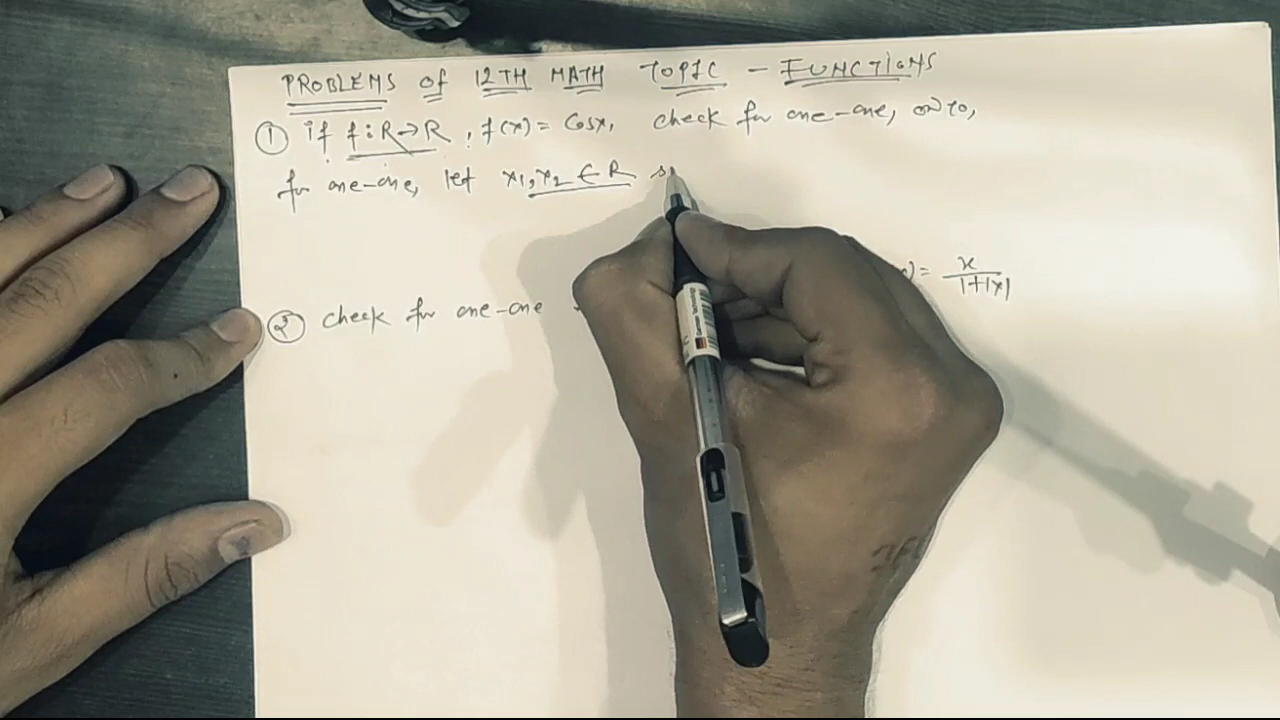 PROBLEMS of 12TH MATH TOPIC - FUNCTIONS
① if f:R→R, f(x) = Cosx, check for one-one, onto,
for one-one, let x1,x2 ∈ R
② check for one-one = x/(1+|x|)